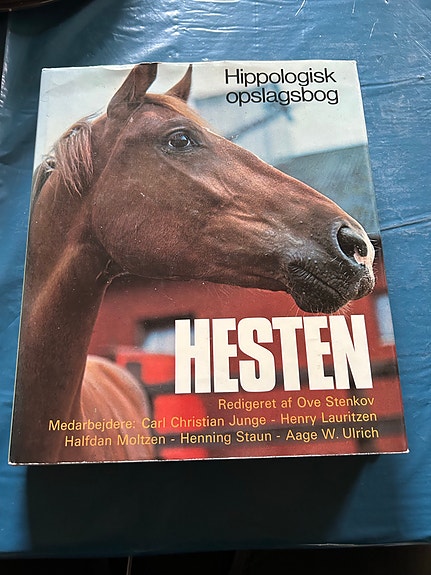 Hippologisk
opslagsbog
HESTEN
Redigeret af Ove Stenkov
Medarbejdere: Carl Christian Junge - Henry Lauritzen
Halfdan Moltzen - Henning Staun - Aage W. Ulrich